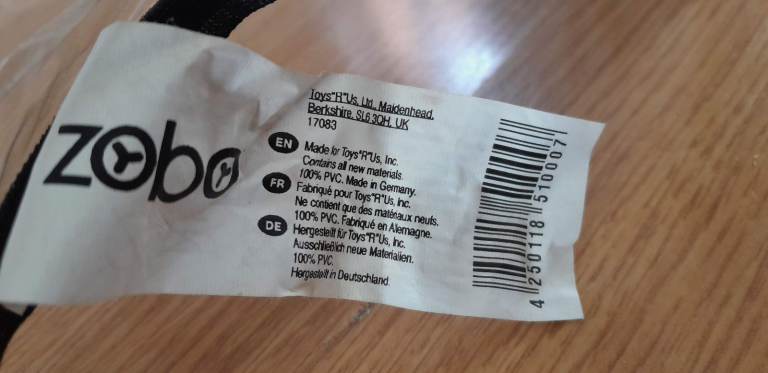 zobo
Toys"R"Us, Ltd., Maidenhead,
Berkshire, SL6 3QH, UK
17083
EN Made for Toys"R"Us, Inc.
Contains all new materials.
100% PVC. Made in Germany.
FR Fabriqué pour Toys"R"Us, Inc.
Ne contient que des matériaux neufs.
100% PVC. Fabriqué en Allemagne.
DE Hergestellt für Toys"R"Us, Inc.
Ausschließlich neue Materialien.
100% PVC.
Hergestellt in Deutschland.
4 250118 510007